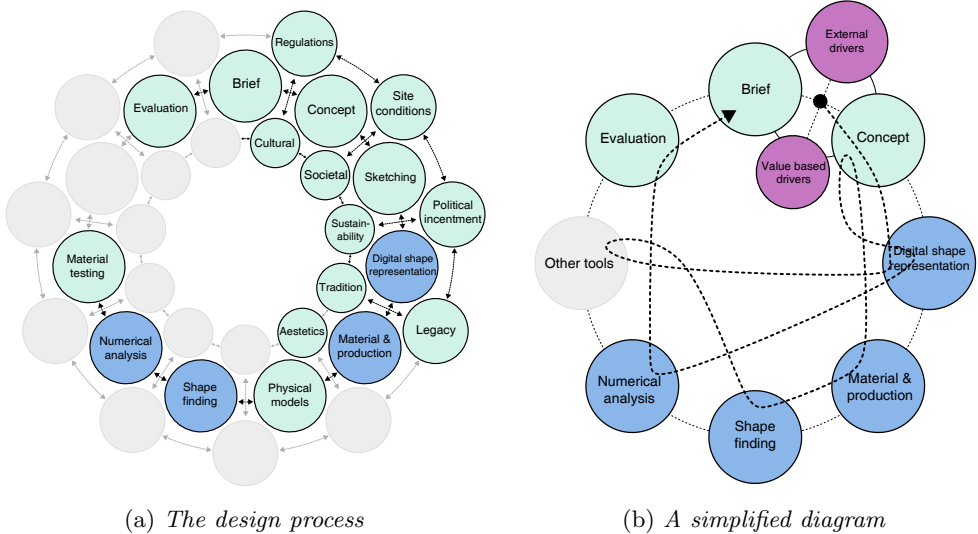 Regulations
Brief
Evaluation
Concept
Site
conditions
Cultural
Societal
Sketching
Sustain-
ability
Political
incentment
Material
testing
Digital shape
representation
Tradition
Aestetics
Legacy
Numerical
analysis
Material &
production
Shape
finding
Physical
models
(a) The design process
External
drivers
Brief
Evaluation
Concept
Value based
drivers
Other tools
Digital shape
representation
Numerical
analysis
Material &
production
Shape
finding
(b) A simplified diagram